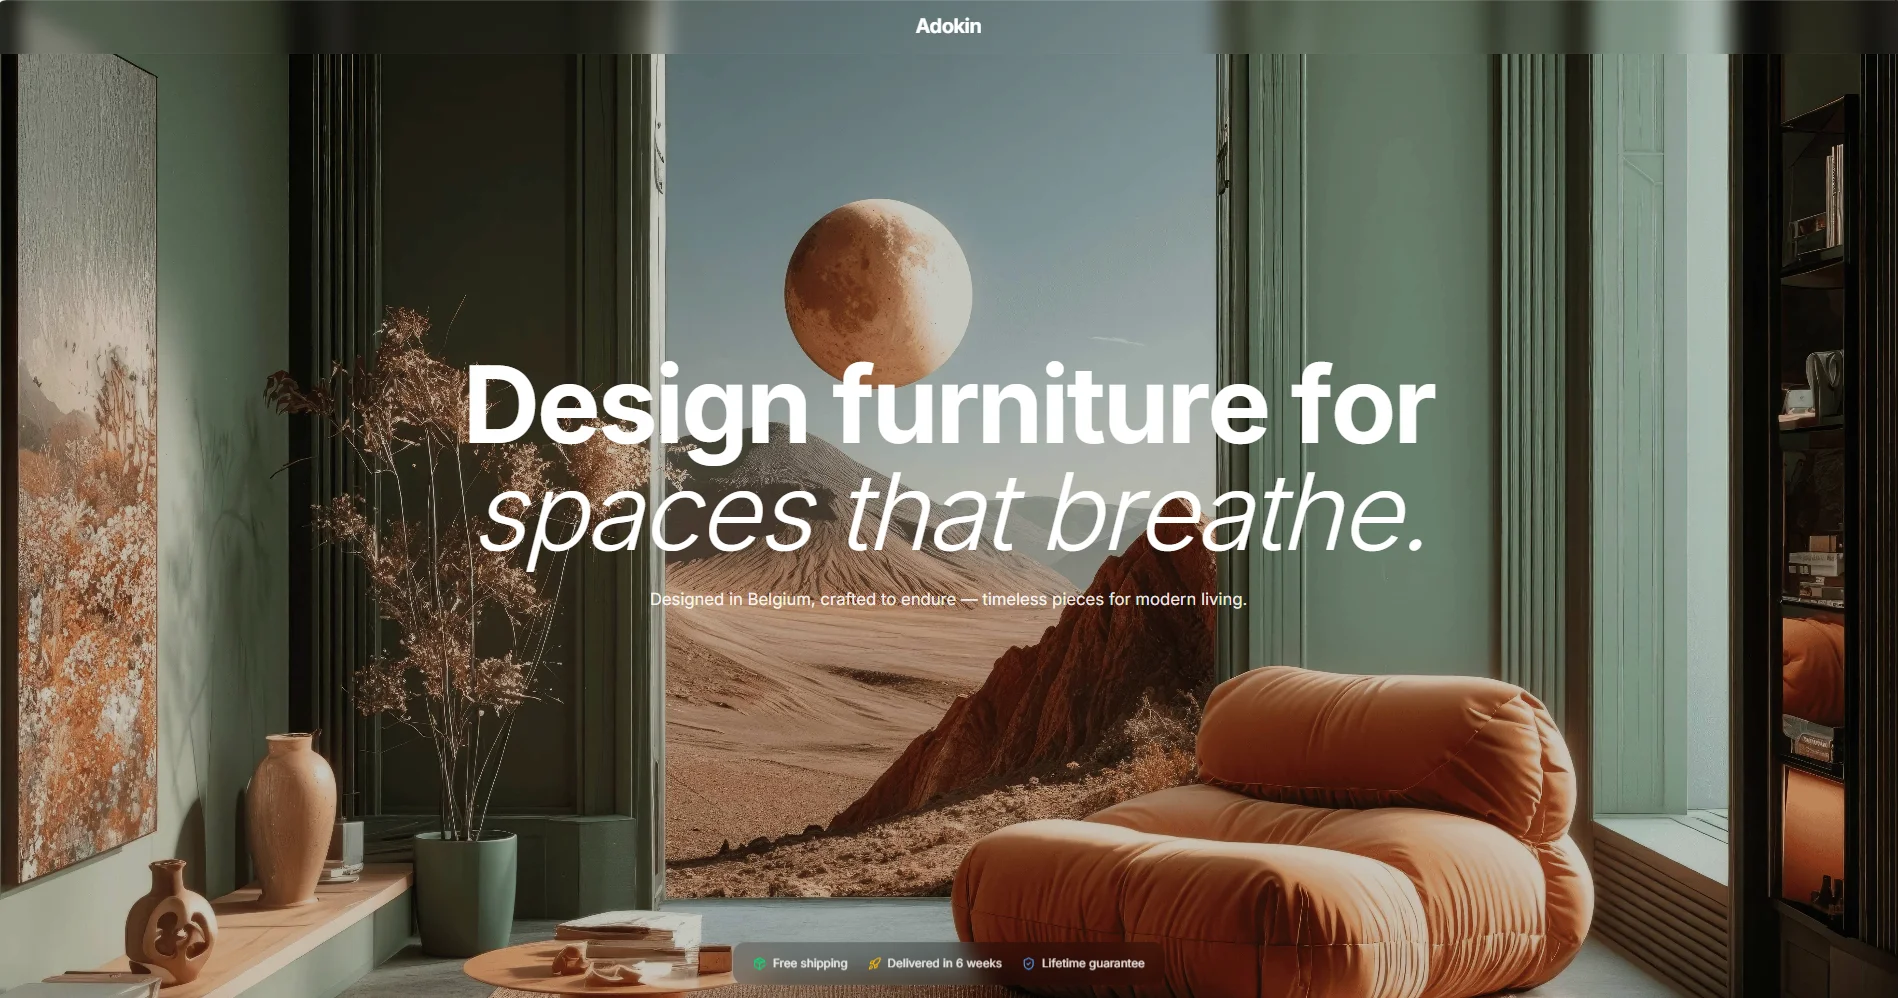 Adokin
Design furniture for
spaces that breathe.
Designed in Belgium, crafted to endure — timeless pieces for modern living.
Free shipping
Delivered in 6 weeks
Lifetime guarantee